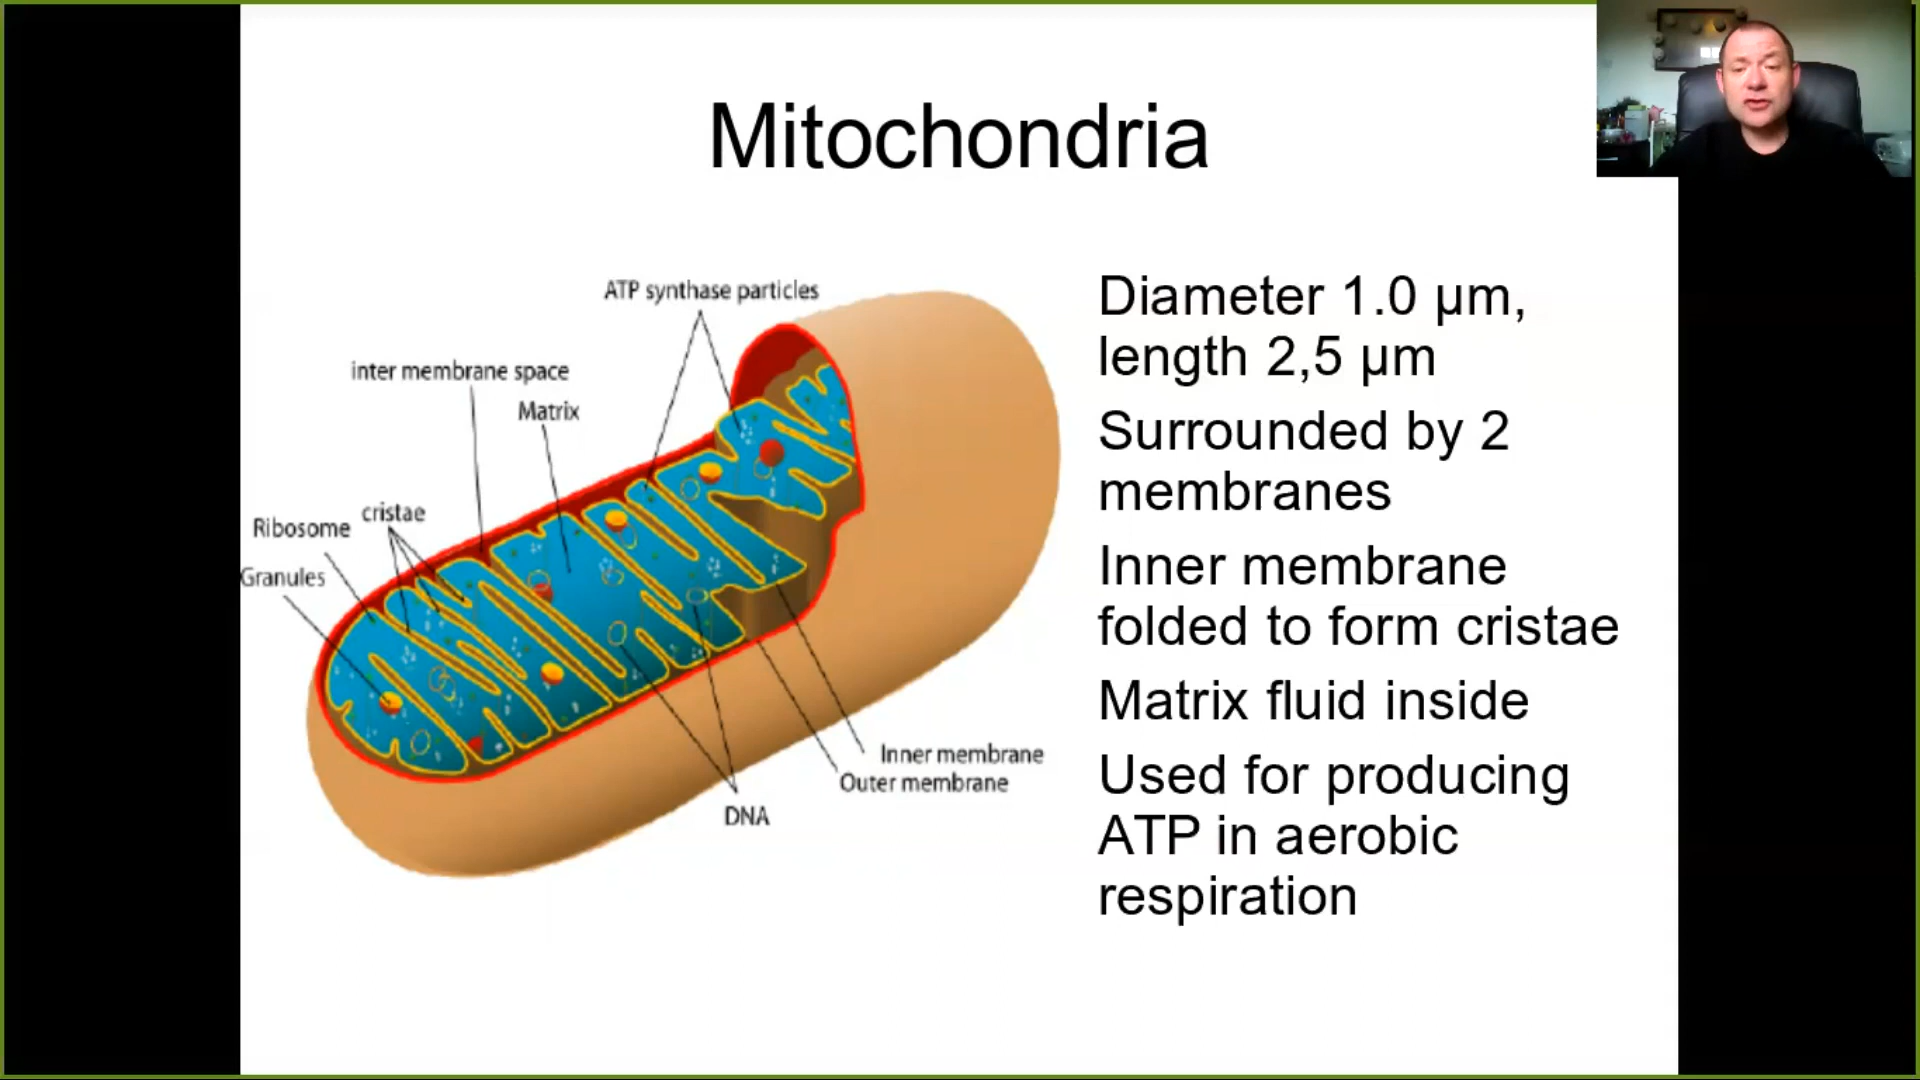 Mitochondria
ATP synthase particles
inter membrane space
Matrix
cristae
Ribosome
Granules
Inner membrane
Outer membrane
DNA
Diameter 1.0 µm,
length 2,5 µm
Surrounded by 2
membranes
Inner membrane
folded to form cristae
Matrix fluid inside
Used for producing
ATP in aerobic
respiration